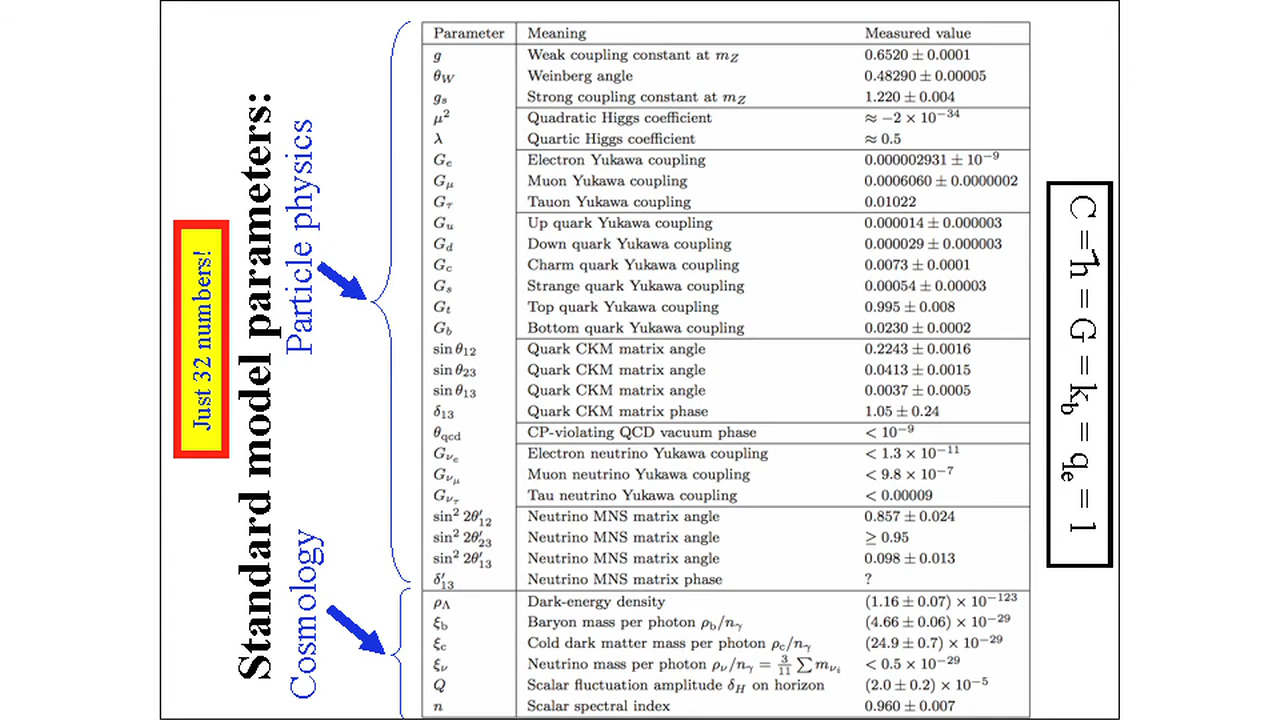 Just 32 numbers!
Standard model parameters:
Particle physics
Cosmology
Parameter Meaning Measured value
g Weak coupling constant at m_Z 0.6520 ± 0.0001
θ_W Weinberg angle 0.48290 ± 0.00005
g_s Strong coupling constant at m_Z 1.220 ± 0.004
μ² Quadratic Higgs coefficient ≈ −2 × 10⁻³⁴
λ Quartic Higgs coefficient ≈ 0.5
G_e Electron Yukawa coupling 0.000002931 ± 10⁻⁹
G_μ Muon Yukawa coupling 0.0006060 ± 0.0000002
G_τ Tauon Yukawa coupling 0.01022
G_u Up quark Yukawa coupling 0.000014 ± 0.000003
G_d Down quark Yukawa coupling 0.000029 ± 0.000003
G_c Charm quark Yukawa coupling 0.0073 ± 0.0001
G_s Strange quark Yukawa coupling 0.00054 ± 0.00003
G_t Top quark Yukawa coupling 0.995 ± 0.008
G_b Bottom quark Yukawa coupling 0.0230 ± 0.0002
sin θ₁₂ Quark CKM matrix angle 0.2243 ± 0.0016
sin θ₂₃ Quark CKM matrix angle 0.0413 ± 0.0015
sin θ₁₃ Quark CKM matrix angle 0.0037 ± 0.0005
δ₁₃ Quark CKM matrix phase 1.05 ± 0.24
θ_qcd CP-violating QCD vacuum phase < 10⁻⁹
G_νe Electron neutrino Yukawa coupling < 1.3 × 10⁻¹¹
G_νμ Muon neutrino Yukawa coupling < 9.8 × 10⁻⁷
G_ντ Tau neutrino Yukawa coupling < 0.00009
sin² 2θ′₁₂ Neutrino MNS matrix angle 0.857 ± 0.024
sin² 2θ′₂₃ Neutrino MNS matrix angle ≥ 0.95
sin² 2θ′₁₃ Neutrino MNS matrix angle 0.098 ± 0.013
δ′₁₃ Neutrino MNS matrix phase ?
ρ_Λ Dark-energy density (1.16 ± 0.07) × 10⁻¹²³
ξ_b Baryon mass per photon ρ_b/n_γ (4.66 ± 0.06) × 10⁻²⁹
ξ_c Cold dark matter mass per photon ρ_c/n_γ (24.9 ± 0.7) × 10⁻²⁹
ξ_ν Neutrino mass per photon ρ_ν/n_γ = 3/11 ∑ m_νi < 0.5 × 10⁻²⁹
Q Scalar fluctuation amplitude δ_H on horizon (2.0 ± 0.2) × 10⁻⁵
n Scalar spectral index 0.960 ± 0.007
C = ħ = G = k_b = q_e = 1